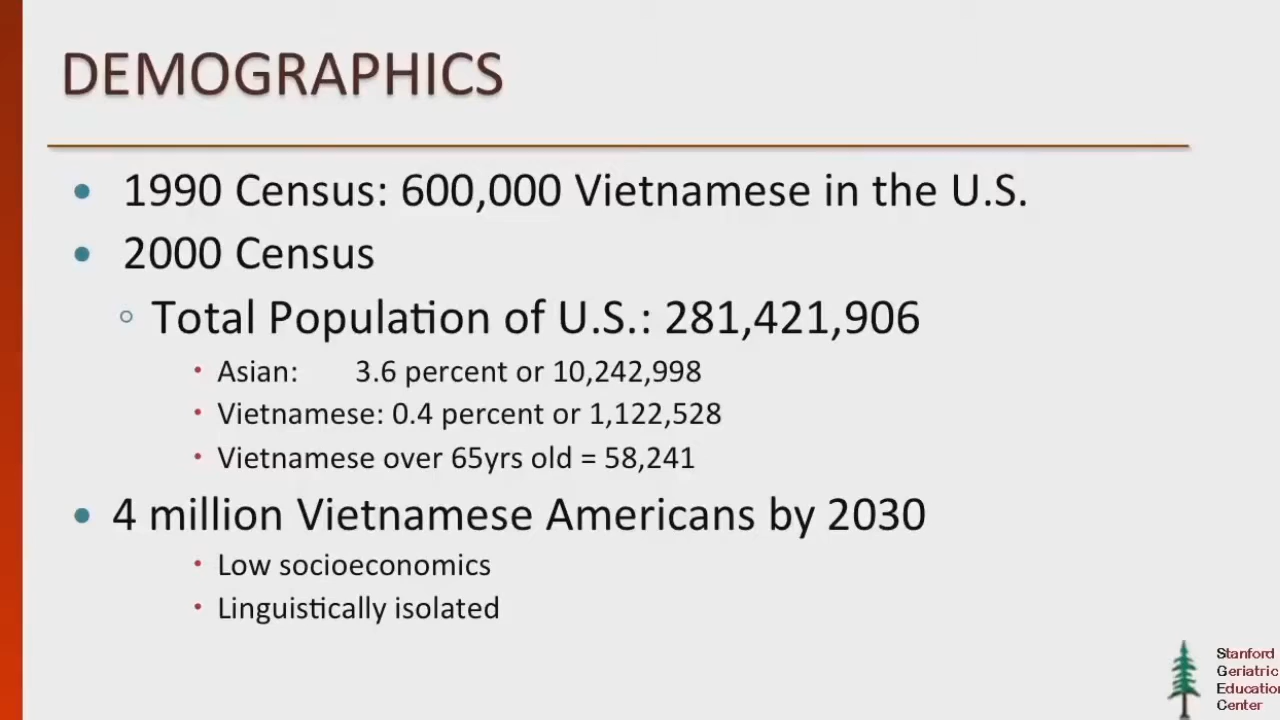 DEMOGRAPHICS
1990 Census: 600,000 Vietnamese in the U.S.
2000 Census
Total Population of U.S.: 281,421,906
Asian: 3.6 percent or 10,242,998
Vietnamese: 0.4 percent or 1,122,528
Vietnamese over 65yrs old = 58,241
4 million Vietnamese Americans by 2030
Low socioeconomics
Linguistically isolated
Stanford
Geriatric
Educatio
Center